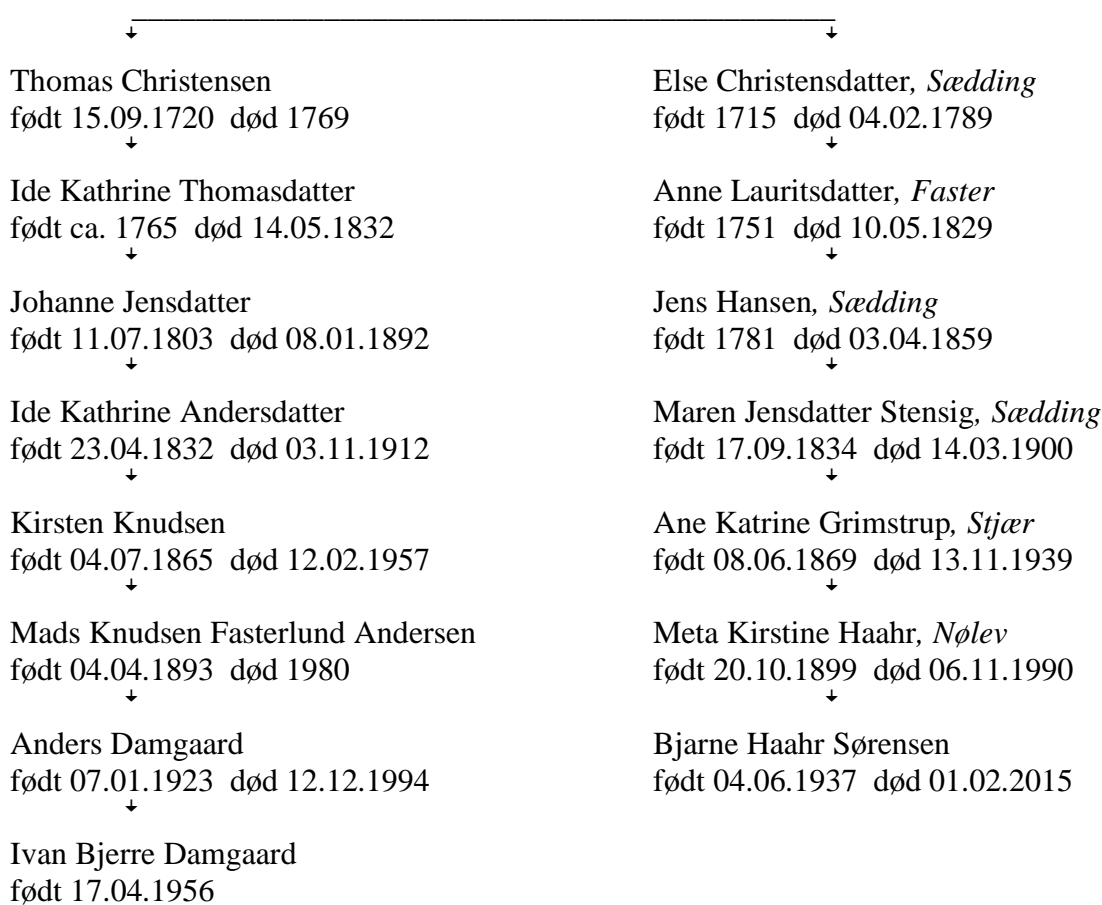 Thomas Christensen
født 15.09.1720  død 1769
Ide Kathrine Thomasdatter
født ca. 1765  død 14.05.1832
Johanne Jensdatter
født 11.07.1803  død 08.01.1892
Ide Kathrine Andersdatter
født 23.04.1832  død 03.11.1912
Kirsten Knudsen
født 04.07.1865  død 12.02.1957
Mads Knudsen Fasterlund Andersen
født 04.04.1893  død 1980
Anders Damgaard
født 07.01.1923  død 12.12.1994
Ivan Bjerre Damgaard
født 17.04.1956
Else Christensdatter, Sædding
født 1715  død 04.02.1789
Anne Lauritsdatter, Faster
født 1751  død 10.05.1829
Jens Hansen, Sædding
født 1781  død 03.04.1859
Maren Jensdatter Stensig, Sædding
født 17.09.1834  død 14.03.1900
Ane Katrine Grimstrup, Stjær
født 08.06.1869  død 13.11.1939
Meta Kirstine Haahr, Nølev
født 20.10.1899  død 06.11.1990
Bjarne Haahr Sørensen
født 04.06.1937  død 01.02.2015